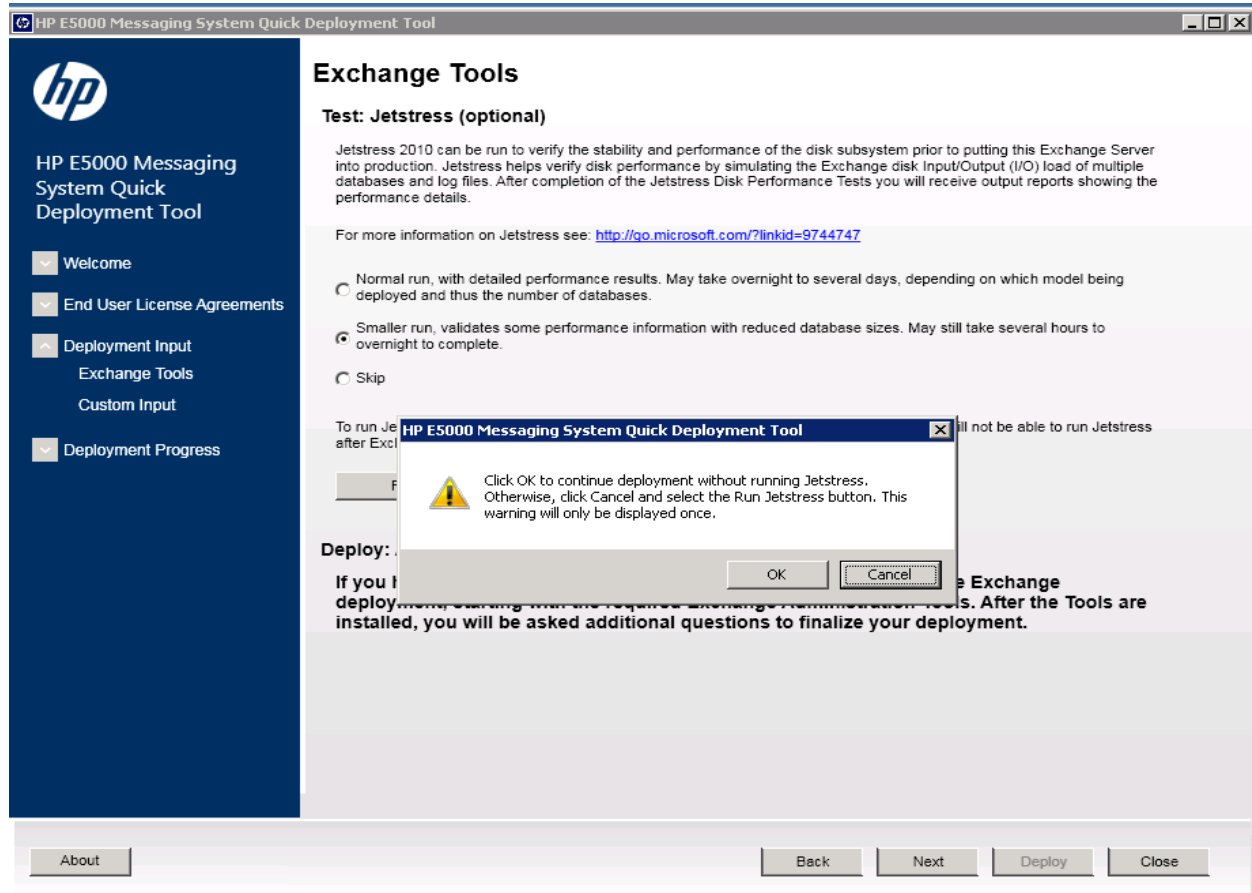 HP E5000 Messaging System Quick Deployment Tool
hp
HP E5000 Messaging
System Quick
Deployment Tool
Welcome
End User License Agreements
Deployment Input
Exchange Tools
Custom Input
Deployment Progress
Exchange Tools
Test: Jetstress (optional)
Jetstress 2010 can be run to verify the stability and performance of the disk subsystem prior to putting this Exchange Server
into production. Jetstress helps verify disk performance by simulating the Exchange disk Input/Output (I/O) load of multiple
databases and log files. After completion of the Jetstress Disk Performance Tests you will receive output reports showing the
performance details.
For more information on Jetstress see: http://go.microsoft.com/?linkid=9744747
Normal run, with detailed performance results. May take overnight to several days, depending on which model being
deployed and thus the number of databases.
Smaller run, validates some performance information with reduced database sizes. May still take several hours to
overnight to complete.
Skip
To run Je ill not be able to run Jetstress
after Excl
HP E5000 Messaging System Quick Deployment Tool
Click OK to continue deployment without running Jetstress.
Otherwise, click Cancel and select the Run Jetstress button. This
warning will only be displayed once.
OK Cancel
Deploy:
If you e Exchange
deployment, starting with the required Exchange Administration Tools. After the Tools are
installed, you will be asked additional questions to finalize your deployment.
About Back Next Deploy Close